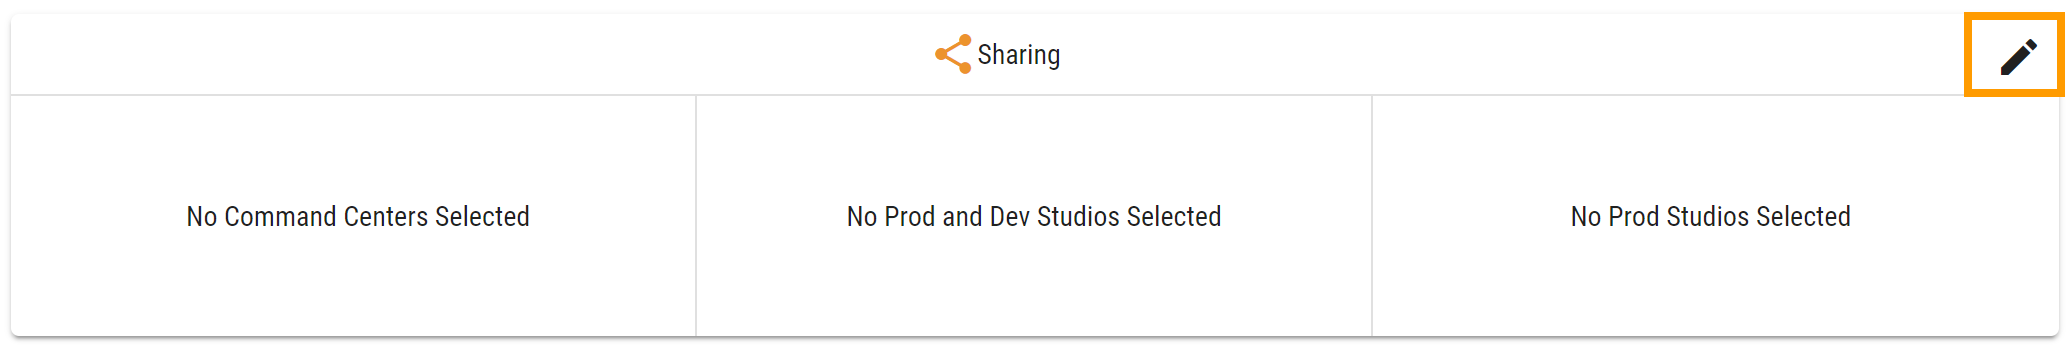 Sharing
No Command Centers Selected
No Prod and Dev Studios Selected
No Prod Studios Selected